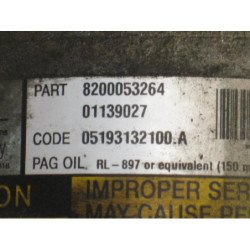 PART 8200053264
01139027
CODE 05193132100.A
PAG OIL, RL-897 or equivalent (150
ON IMPROPER SER
MAY CAUSE